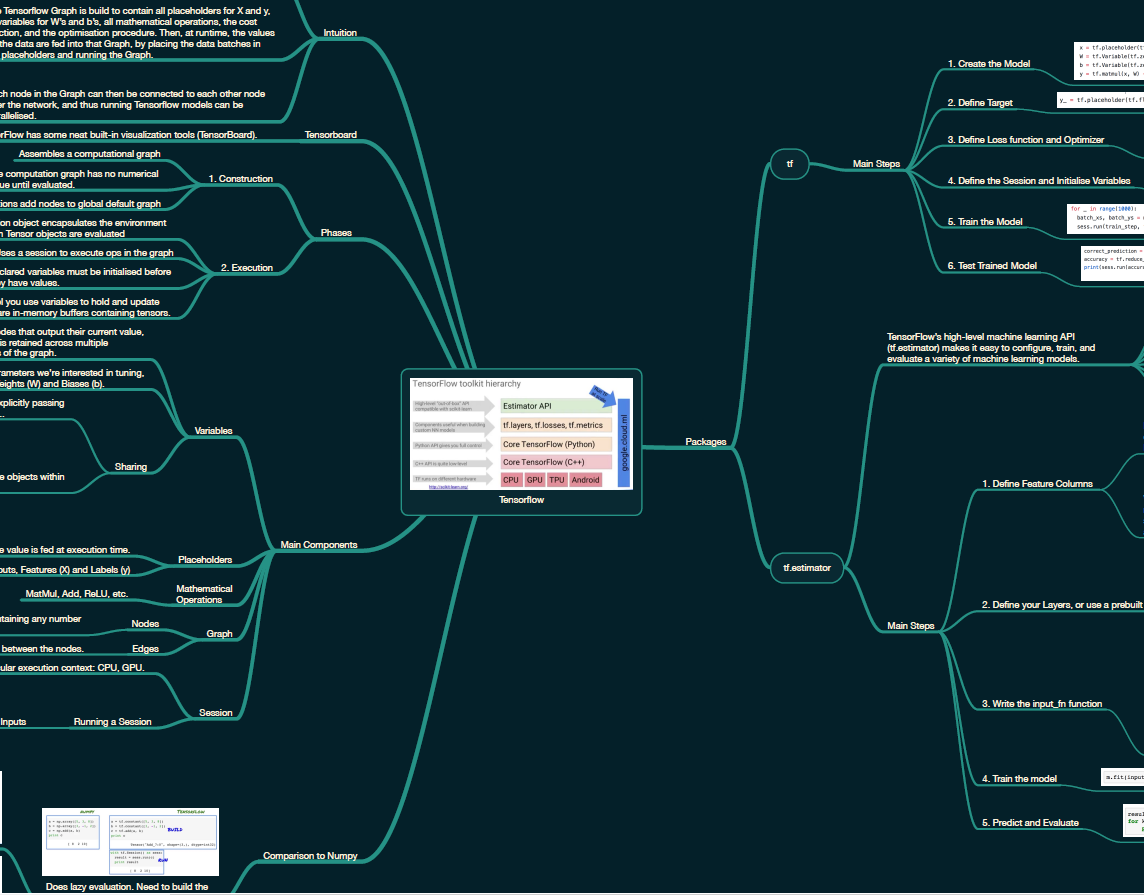 Tensorflow Graph is build to contain all placeholders for X and y,
variables for W's and b's, all mathematical operations, the cost
ction, and the optimisation procedure. Then, at runtime, the values
the data are fed into that Graph, by placing the data batches in
placeholders and running the Graph.
Intuition
ch node in the Graph can then be connected to each other node
er the network, and thus running Tensorflow models can be
rallelised.
rFlow has some neat built-in visualization tools (TensorBoard).
Tensorboard
Assembles a computational graph
e computation graph has no numerical
ue until evaluated.
ions add nodes to global default graph
1. Construction
on object encapsulates the environment
n Tensor objects are evaluated
Uses a session to execute ops in the graph
clared variables must be initialised before
ey have values.
el you use variables to hold and update
are in-memory buffers containing tensors.
2. Execution
Phases
odes that output their current value,
is retained across multiple
s of the graph.
rameters we're interested in tuning,
eights (W) and Biases (b).
xplicitly passing
e objects within
Sharing
Variables
e value is fed at execution time.
puts, Features (X) and Labels (y)
Placeholders
MatMul, Add, ReLU, etc.
Mathematical
Operations
ntaining any number
Nodes
between the nodes.
Edges
Graph
ular execution context: CPU, GPU.
Inputs
Running a Session
Session
Main Components
NUMPY
TENSORFLOW
BUILD
RUN
Does lazy evaluation. Need to build the
Comparison to Numpy
TensorFlow toolkit hierarchy
High-level "out-of-box" API
compatible with scikit-learn
Estimator API
Components useful when building
custom NN models
tf.layers, tf.losses, tf.metrics
Python API gives you full control
Core TensorFlow (Python)
C++ API is quite low-level
Core TensorFlow (C++)
TF runs on different hardware
CPU GPU TPU Android
http://scikit-learn.org/
google.cloud.ml
Tensorflow
Packages
tf
Main Steps
1. Create the Model
x = tf.placeholder(t
W = tf.Variable(tf.ze
b = tf.Variable(tf.ze
y = tf.matmul(x, W)
2. Define Target
y_ = tf.placeholder(tf.fl
3. Define Loss function and Optimizer
4. Define the Session and Initialise Variables
5. Train the Model
for _ in range(1000):
batch_xs, batch_ys =
sess.run(train_step,
6. Test Trained Model
correct_prediction =
accuracy = tf.reduce_
print(sess.run(accur
tf.estimator
TensorFlow's high-level machine learning API
(tf.estimator) makes it easy to configure, train, and
evaluate a variety of machine learning models.
Main Steps
1. Define Feature Columns
2. Define your Layers, or use a prebuilt
3. Write the input_fn function
4. Train the model
m.fit(input
5. Predict and Evaluate
resul
for